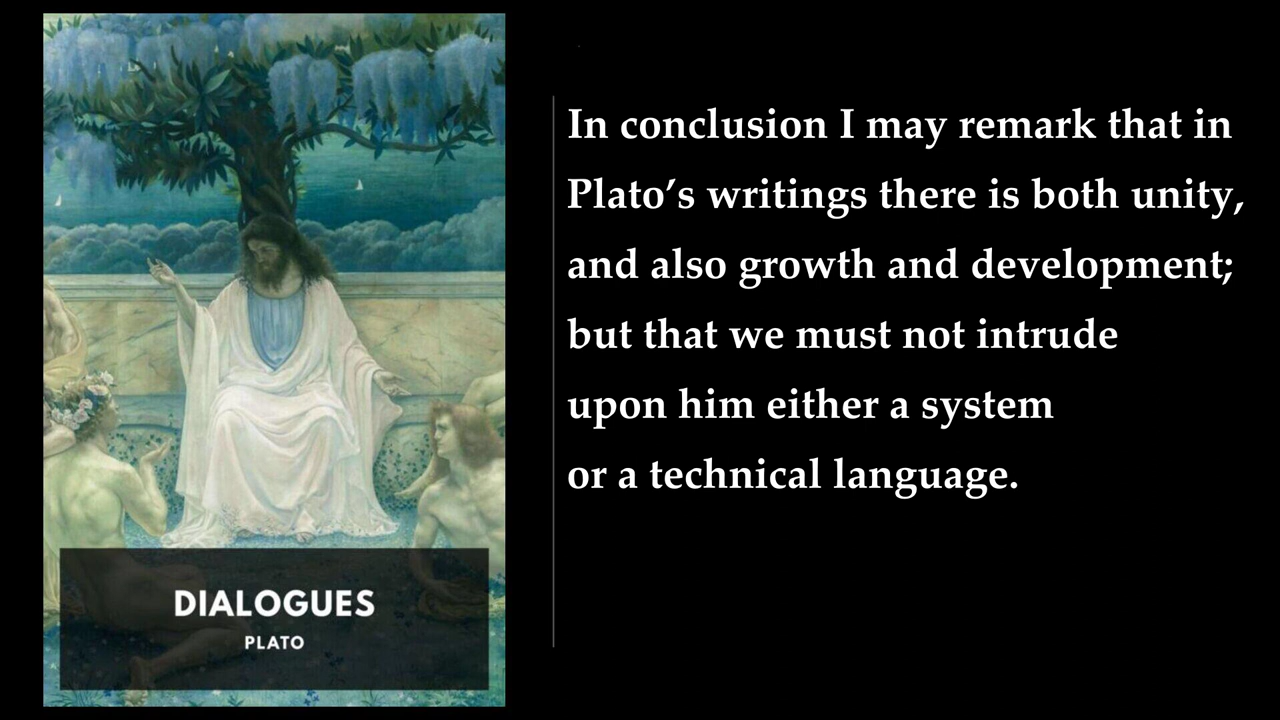 DIALOGUES
PLATO
In conclusion I may remark that in
Plato’s writings there is both unity,
and also growth and development;
but that we must not intrude
upon him either a system
or a technical language.